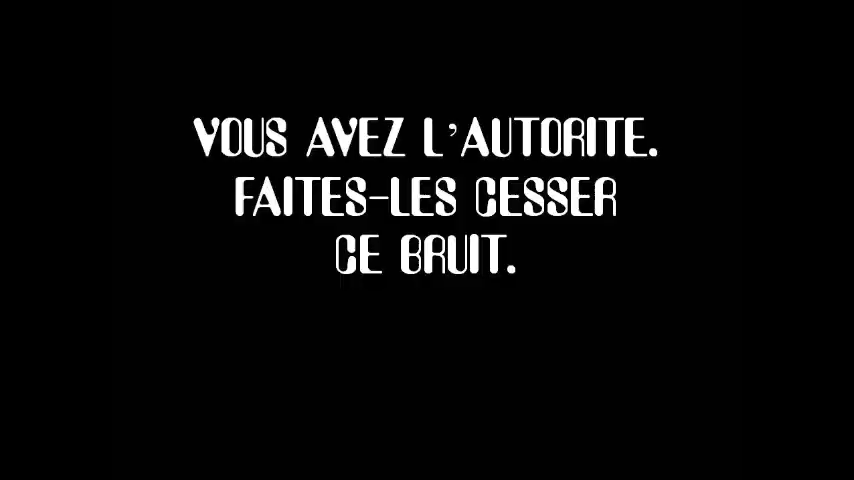 VOUS AVEZ L'AUTORITE.
FAITES-LES CESSER
CE BRUIT.